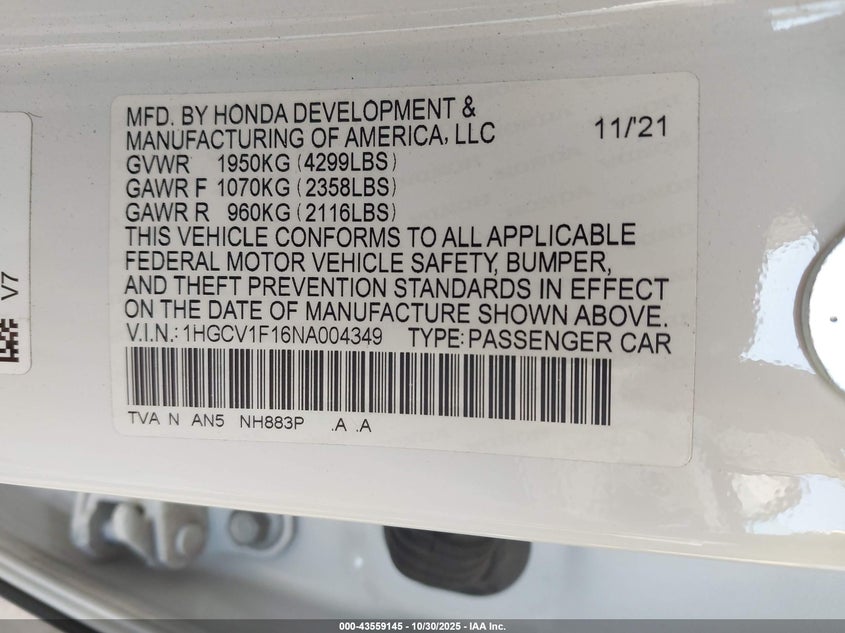 MFD. BY HONDA DEVELOPMENT &
MANUFACTURING OF AMERICA, LLC 11/'21
GVWR 1950KG (4299LBS)
GAWR F 1070KG (2358LBS)
GAWR R 960KG (2116LBS)
THIS VEHICLE CONFORMS TO ALL APPLICABLE
FEDERAL MOTOR VEHICLE SAFETY, BUMPER,
AND THEFT PREVENTION STANDARDS IN EFFECT
ON THE DATE OF MANUFACTURE SHOWN ABOVE.
V.I.N.: 1HGCV1F16NA004349 TYPE: PASSENGER CAR
TVA N AN5 NH883P .A .A
V7
000-43559145 - 10/30/2025 - IAA Inc.